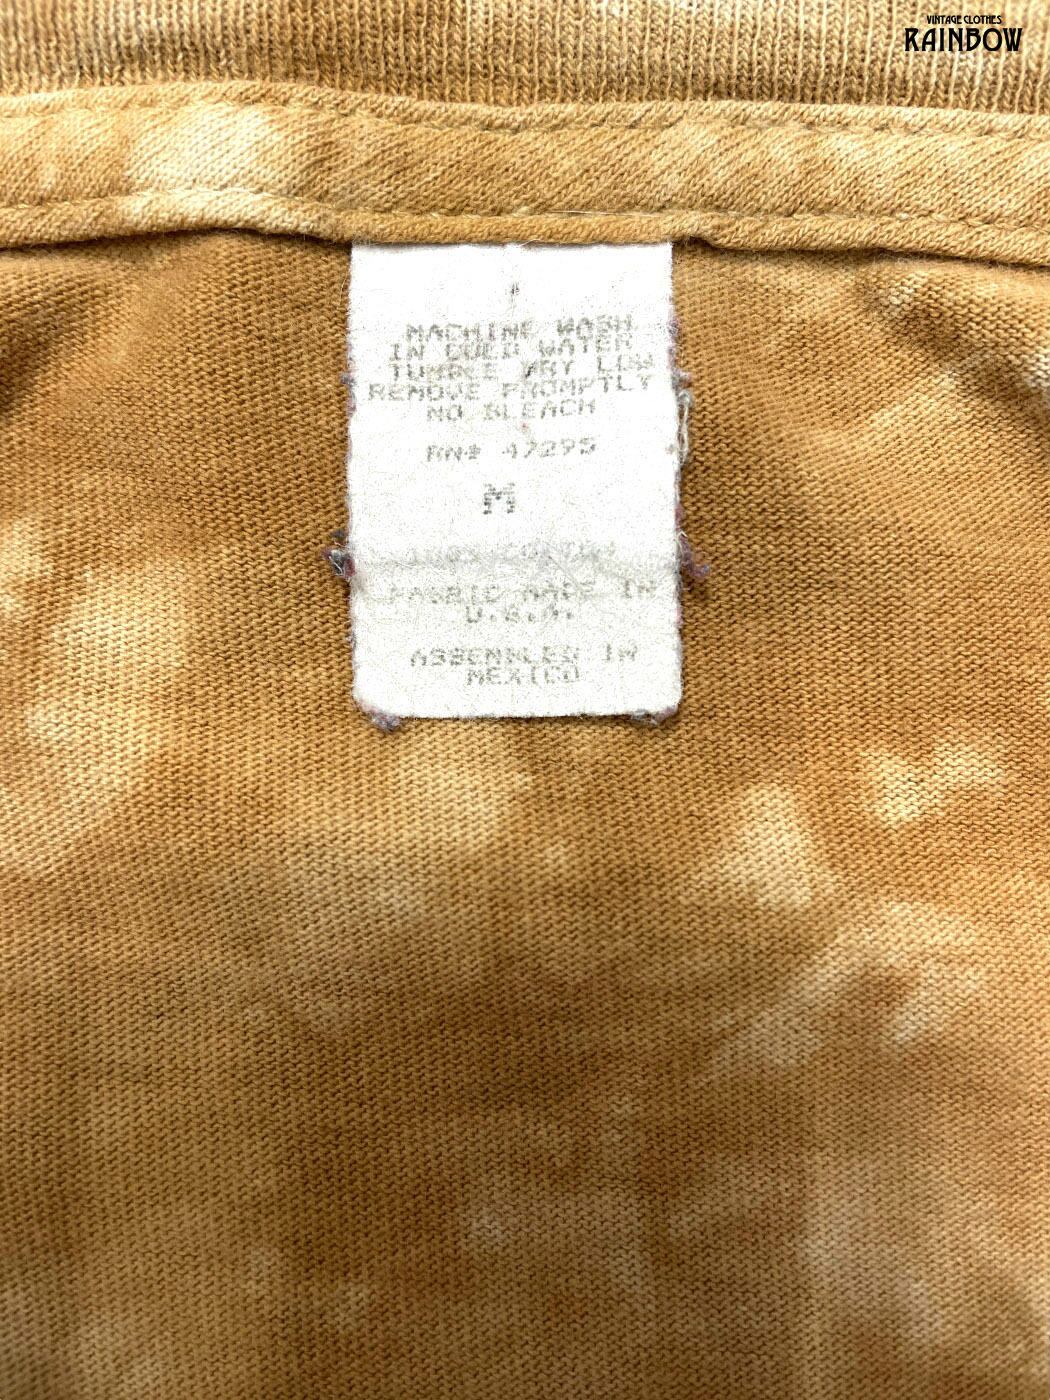 VINTAGE CLOTHES
RAINBOW
MACHINE WASH
IN COLD WATER
TUMBLE DRY LOW
REMOVE PROMPTLY
NO BLEACH
RN# 47295
M
100% COTTON
FABRIC MADE IN
U.S.A.
ASSEMBLED IN
MEXICO